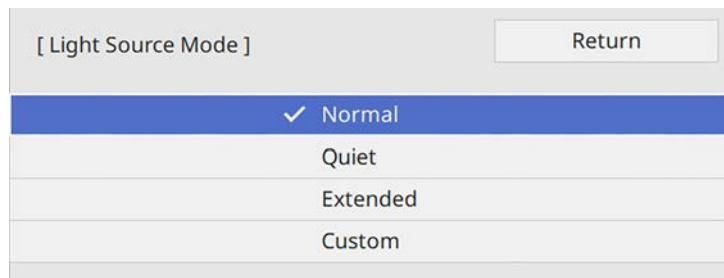 [ Light Source Mode ]
Return
Normal
Quiet
Extended
Custom